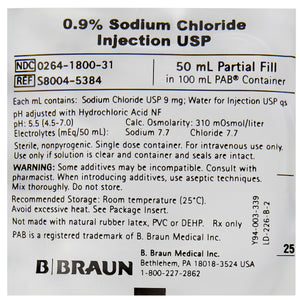 0.9% Sodium Chloride
Injection USP
NDC 0264-1800-31
REF S8004-5384
50 mL Partial Fill
in 100 mL PAB® Container
Each mL contains: Sodium Chloride USP 9 mg; Water for Injection USP qs
pH adjusted with Hydrochloric Acid NF
pH: 5.5 (4.5-7.0) Calc. Osmolarity: 310 mOsmol/liter
Electrolytes (mEq/50 mL): Sodium 7.7 Chloride 7.7
Sterile, nonpyrogenic. Single dose container. For intravenous use only.
Use only if solution is clear and container and seals are intact.
WARNING: Some additives may be incompatible. Consult with
pharmacist. When introducing additives, use aseptic techniques.
Mix thoroughly. Do not store.
Recommended Storage: Room temperature (25°C).
Avoid excessive heat. See Package Insert.
Not made with natural rubber latex, PVC or DEHP. Rx only
PAB is a registered trademark of B. Braun Medical Inc.
B|BRAUN
B. Braun Medical Inc.
Bethlehem, PA 18018-3524 USA
1-800-227-2862
Y94-003-339
LD-226-B-2
25